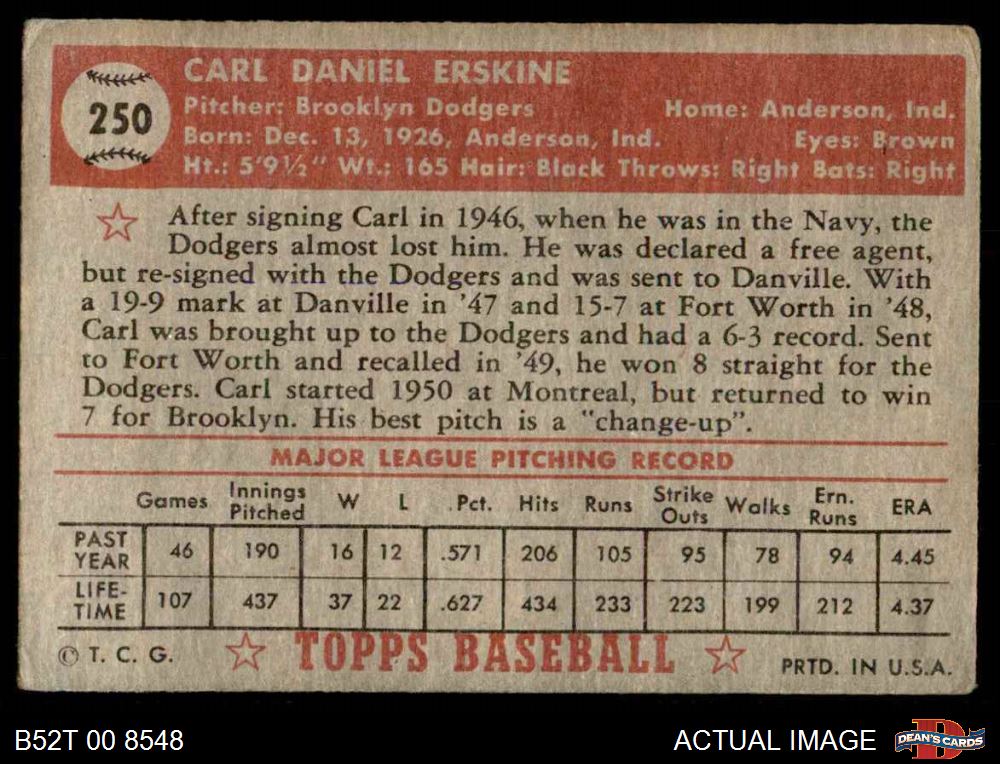 250
CARL DANIEL ERSKINE
Pitcher: Brooklyn Dodgers Home: Anderson, Ind.
Born: Dec. 13, 1926, Anderson, Ind. Eyes: Brown
Ht.: 5'9½" Wt.: 165 Hair: Black Throws: Right Bats: Right
After signing Carl in 1946, when he was in the Navy, the
Dodgers almost lost him. He was declared a free agent,
but re-signed with the Dodgers and was sent to Danville. With
a 19-9 mark at Danville in '47 and 15-7 at Fort Worth in '48,
Carl was brought up to the Dodgers and had a 6-3 record. Sent
to Fort Worth and recalled in '49, he won 8 straight for the
Dodgers. Carl started 1950 at Montreal, but returned to win
7 for Brooklyn. His best pitch is a "change-up".
MAJOR LEAGUE PITCHING RECORD
Games Innings Pitched W L Pct. Hits Runs Strike Outs Walks Ern. Runs ERA
PAST YEAR 46 190 16 12 .571 206 105 95 78 94 4.45
LIFE-TIME 107 437 37 22 .627 434 233 223 199 212 4.37
© T. C. G. TOPPS BASEBALL PRTD. IN U.S.A.
B52T 00 8548 ACTUAL IMAGE DEAN'S CARDS